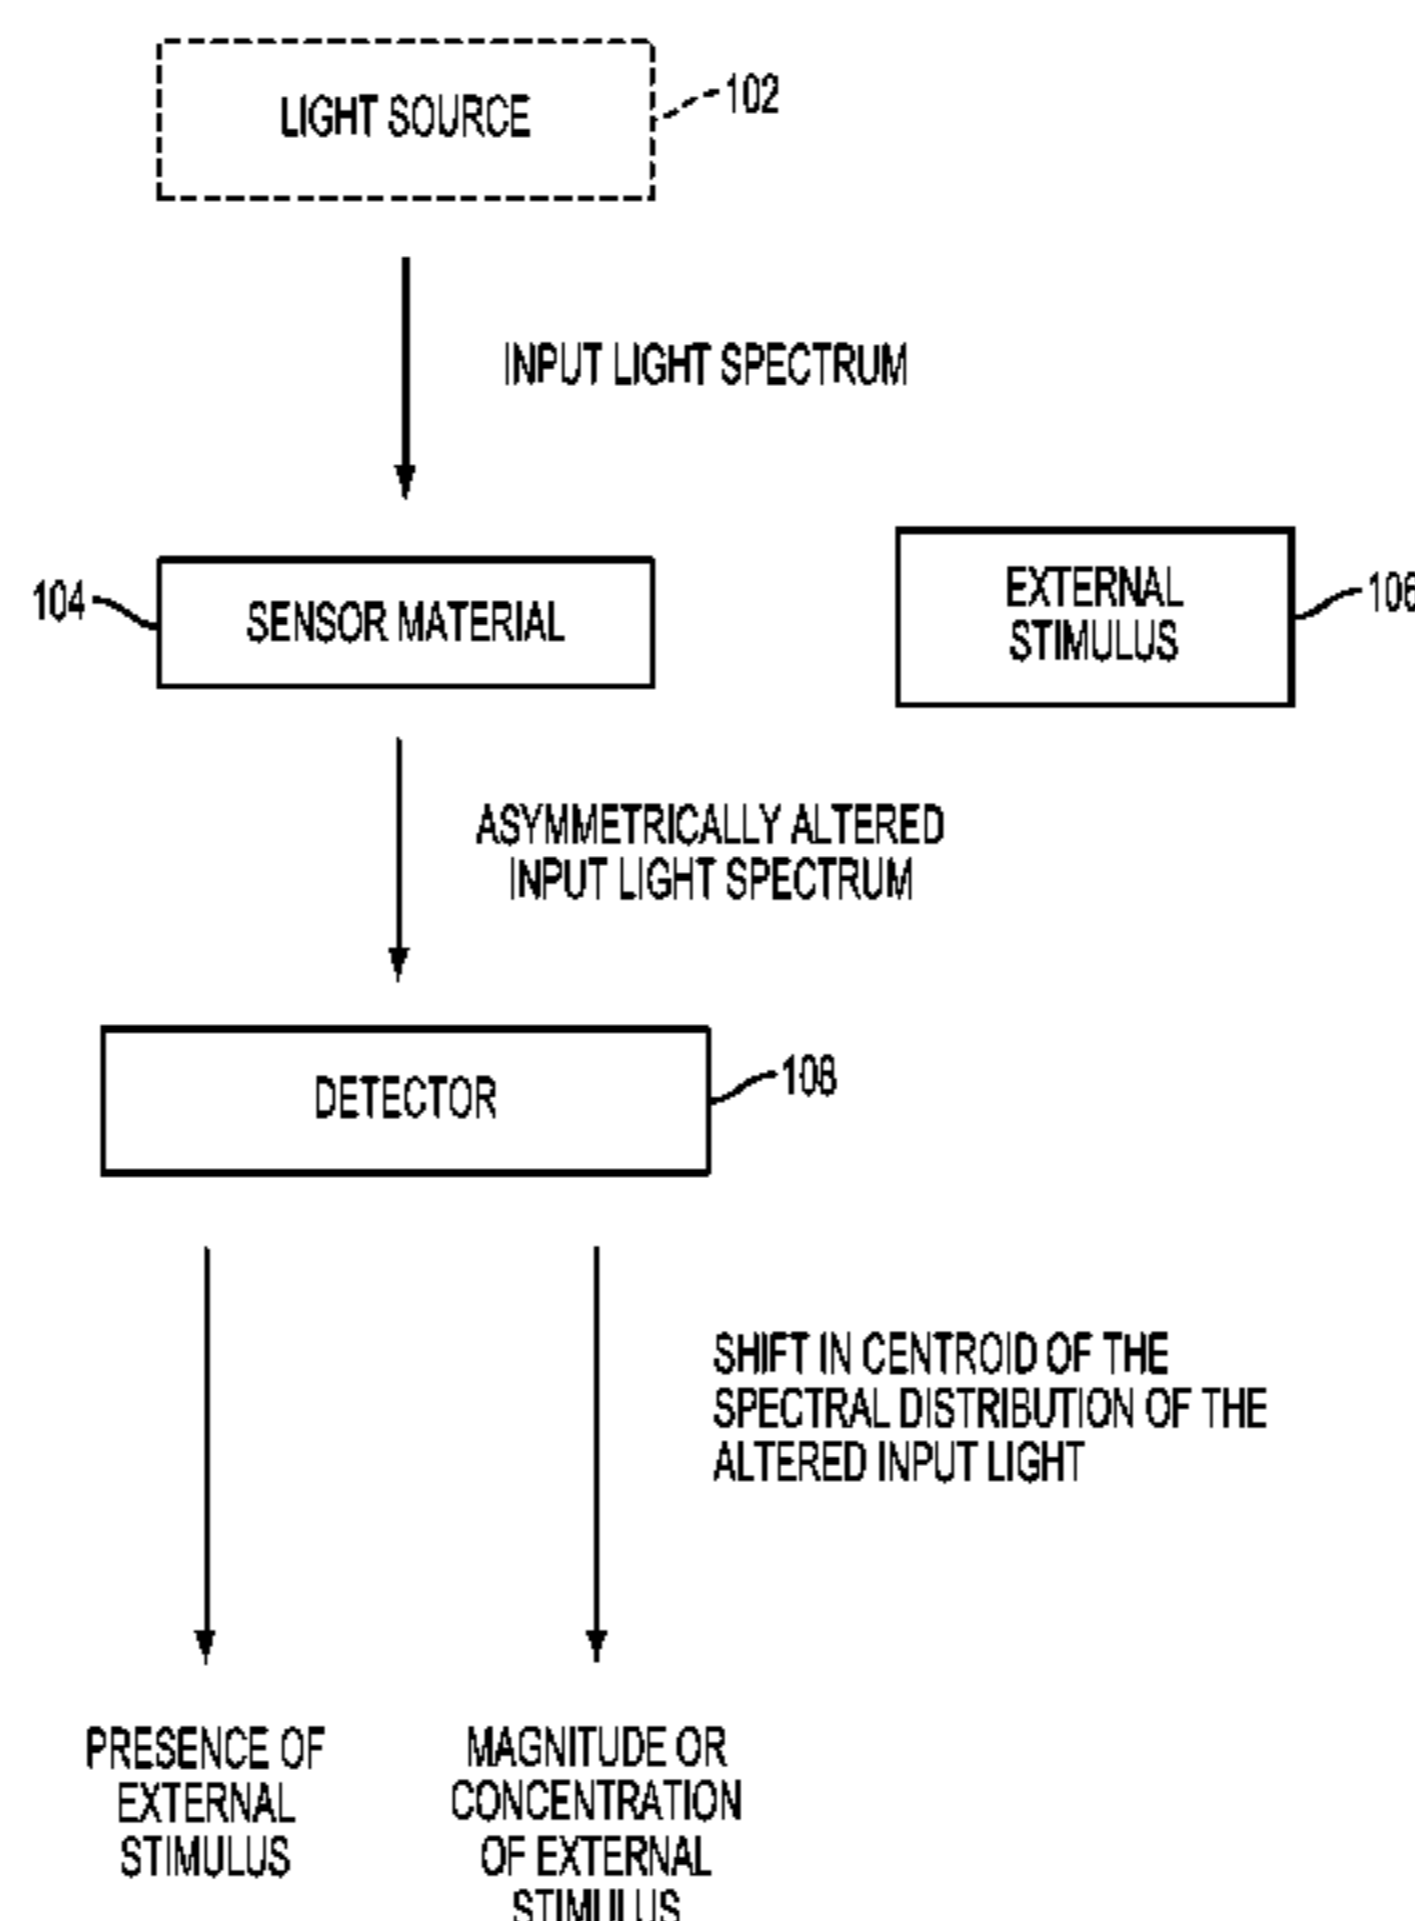 LIGHT SOURCE
102
INPUT LIGHT SPECTRUM
104
SENSOR MATERIAL
EXTERNAL
STIMULUS
106
ASYMMETRICALLY ALTERED
INPUT LIGHT SPECTRUM
DETECTOR
108
SHIFT IN CENTROID OF THE
SPECTRAL DISTRIBUTION OF THE
ALTERED INPUT LIGHT
PRESENCE OF
EXTERNAL
STIMULUS
MAGNITUDE OR
CONCENTRATION
OF EXTERNAL
STIMULUS